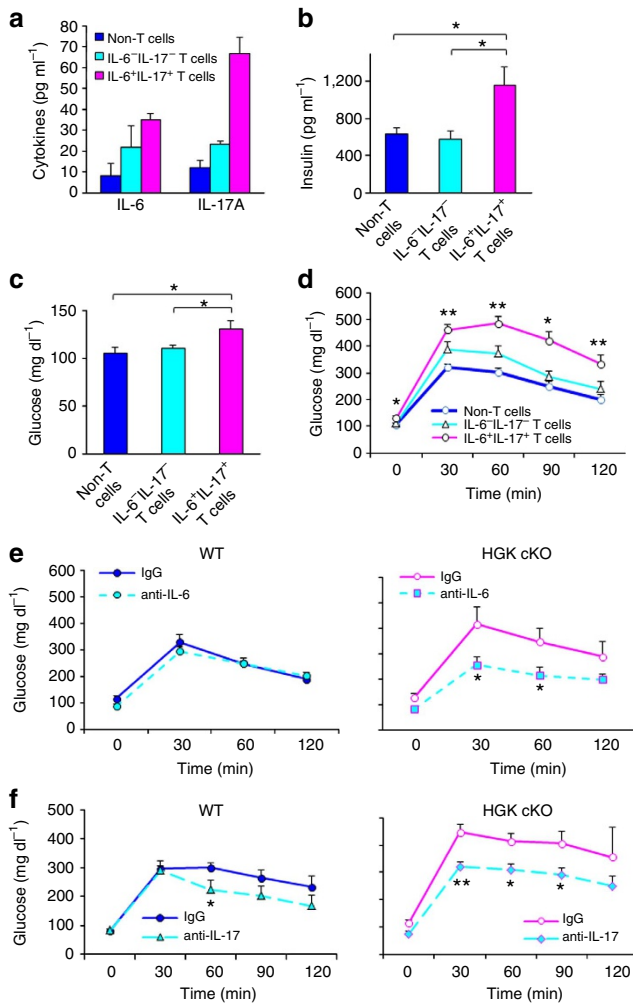 a
Cytokines (pg ml⁻¹)
80
70
60
50
40
30
20
10
0
Non-T cells
IL-6⁻IL-17⁻ T cells
IL-6⁺IL-17⁺ T cells
IL-6
IL-17A
b
Insulin (pg ml⁻¹)
1,200
800
400
0
*
*
Non-T
cells
IL-6⁻IL-17⁻
T cells
IL-6⁺IL-17⁺
T cells
c
Glucose (mg dl⁻¹)
150
100
50
0
*
*
Non-T
cells
IL-6⁻IL-17⁻
T cells
IL-6⁺IL-17⁺
T cells
d
Glucose (mg dl⁻¹)
600
500
400
300
200
100
0
*
**
**
*
**
Non-T cells
IL-6⁻IL-17⁻ T cells
IL-6⁺IL-17⁺ T cells
0 30 60 90 120
Time (min)
e
WT
Glucose (mg dl⁻¹)
600
500
400
300
200
100
0
IgG
anti-IL-6
0 30 60 120
Time (min)
HGK cKO
IgG
anti-IL-6
*
*
0 30 60 120
Time (min)
f
WT
Glucose (mg dl⁻¹)
500
400
300
200
100
0
*
IgG
anti-IL-17
0 30 60 90 120
Time (min)
HGK cKO
**
*
*
IgG
anti-IL-17
0 30 60 90 120
Time (min)